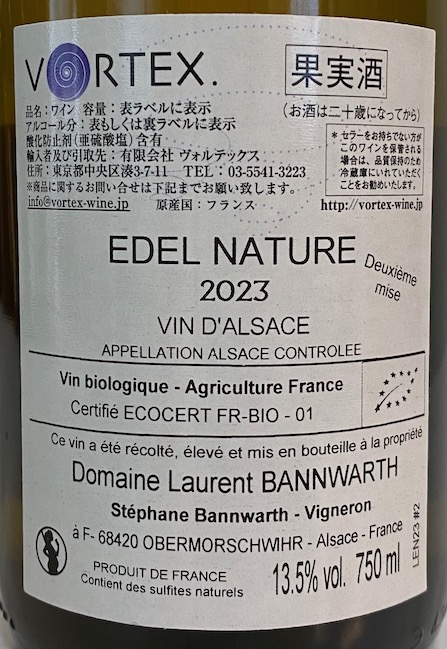 VORTEX.
果実酒
(お酒は二十歳になってから)
品名：ワイン 容量：表ラベルに表示
アルコール分：表もしくは裏ラベルに表示
酸化防止剤(亜硫酸塩)含有
輸入者及び引取先：有限会社 ヴォルテックス
住所：東京都中央区湊3-7-11 TEL：03-5541-3223
※商品に関するお問い合せは下記までお願い致します。
info@vortex-wine.jp 原産国：フランス
＊セラーをお持ちでない方が
このワインを保管される
場合は、品質保持のため
冷蔵庫にいれていただく
ことをお勧めいたします。
http://vortex-wine.jp
EDEL NATURE
Deuxième
mise
2023
VIN D'ALSACE
APPELLATION ALSACE CONTROLEE
Vin biologique - Agriculture France
Certifié ECOCERT FR-BIO - 01
Ce vin a été récolté, élevé et mis en bouteille à la propriété
Domaine Laurent BANNWARTH
Stéphane Bannwarth - Vigneron
à F- 68420 OBERMORSCHWIHR - Alsace - France
PRODUIT DE FRANCE
Contient des sulfites naturels
13.5% vol. 750 ml
LEN23 #2